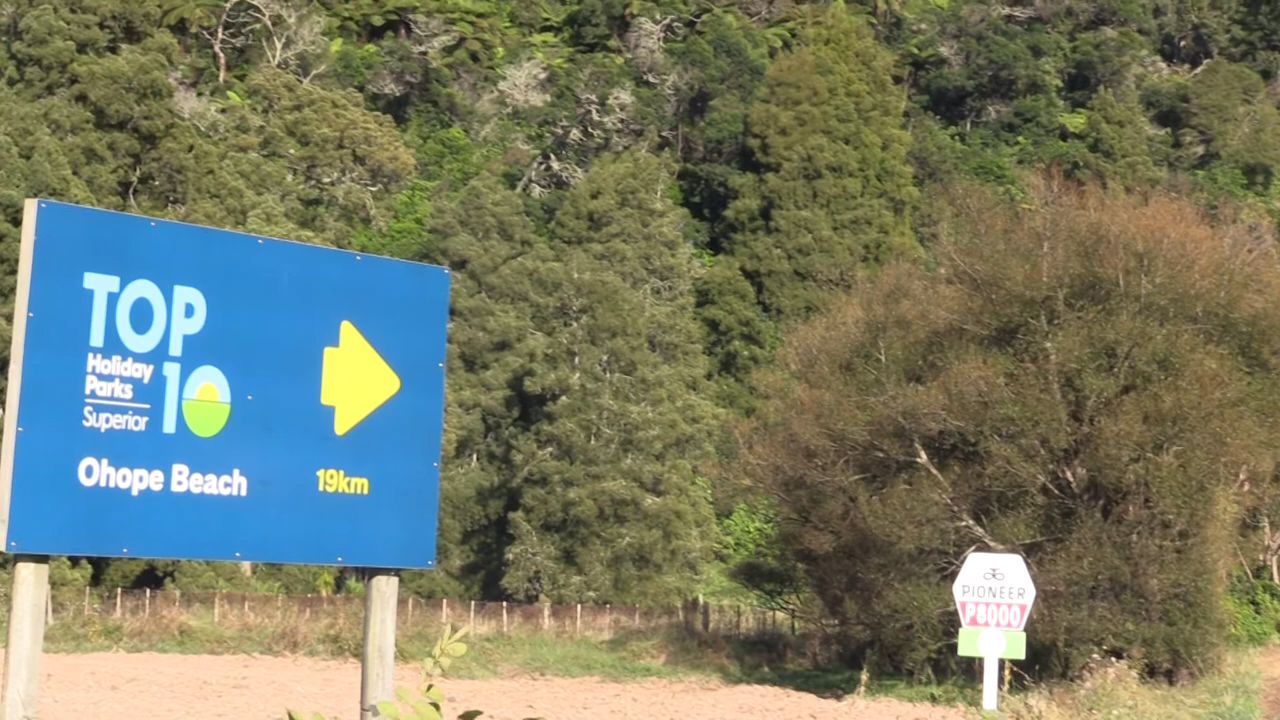 TOP
10
Holiday
Parks
Superior
Ohope Beach
19km
PIONEER
P8000